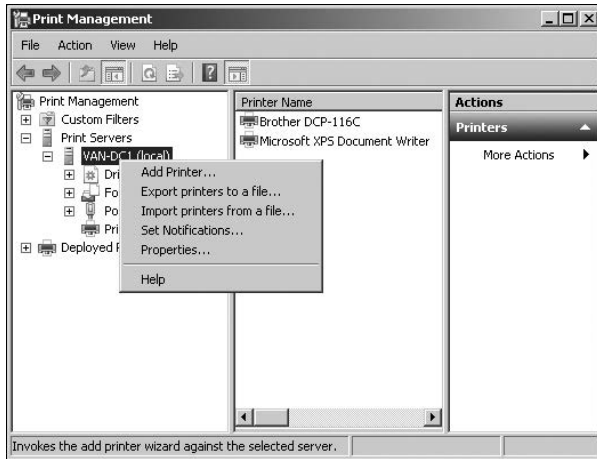 Print Management
File Action View Help
Print Management
Custom Filters
Print Servers
VAN-DC1 (local)
Dri
Fo
Po
Pri
Deployed
Printer Name
Brother DCP-116C
Microsoft XPS Document Writer
Add Printer...
Export printers to a file...
Import printers from a file...
Set Notifications...
Properties...
Help
Actions
Printers
More Actions
Invokes the add printer wizard against the selected server.